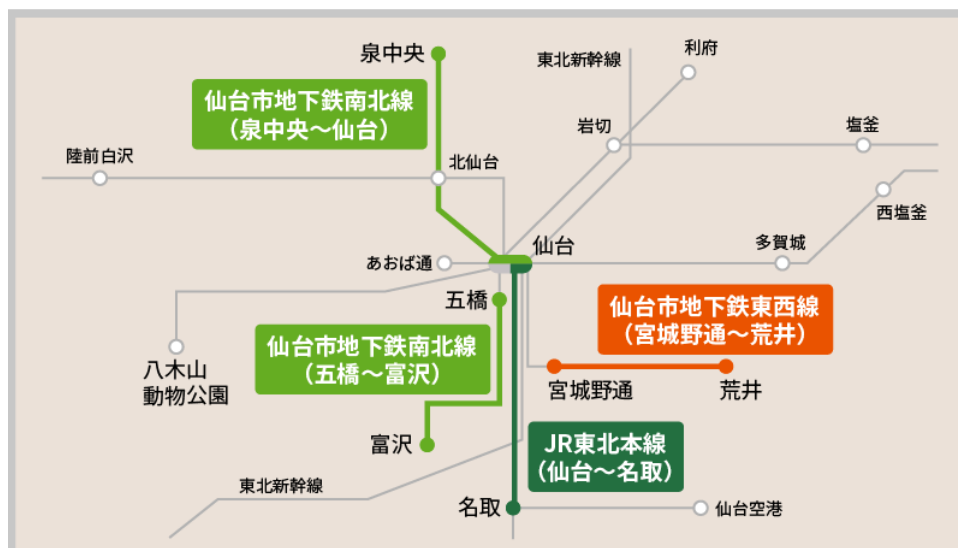 泉中央
東北新幹線
利府
仙台市地下鉄南北線
（泉中央～仙台）
岩切
塩釜
陸前白沢
北仙台
西塩釜
仙台
多賀城
あおば通
五橋
仙台市地下鉄東西線
（宮城野通～荒井）
仙台市地下鉄南北線
（五橋～富沢）
八木山
動物公園
宮城野通
荒井
富沢
JR東北本線
（仙台～名取）
東北新幹線
名取
仙台空港